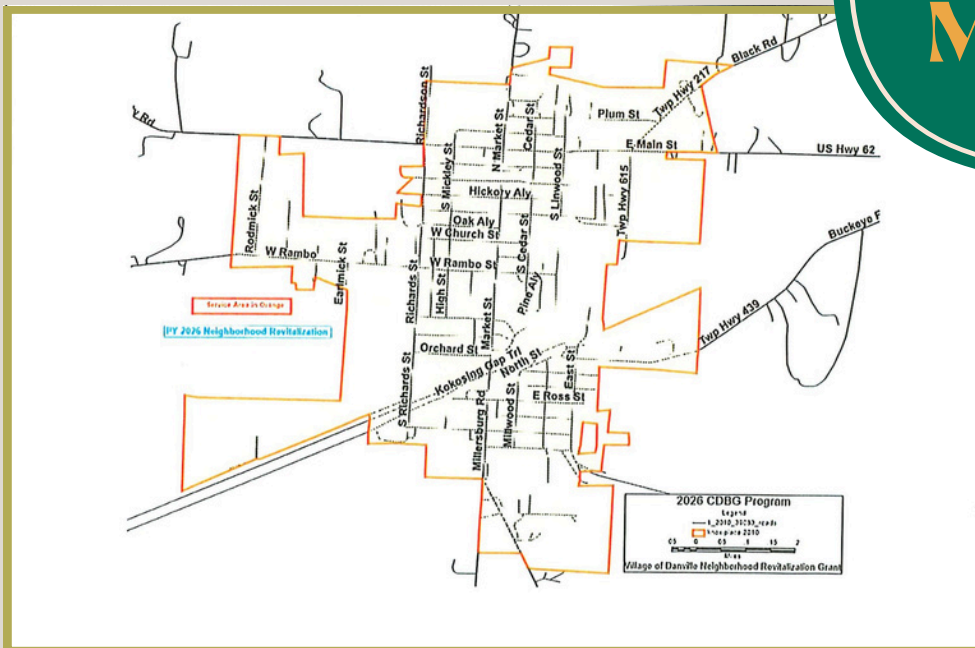 M
Black Rd
Twp Hwy 217
Richardson St
Plum St
Cedar St
N Market St
y Rd
E Main St
US Hwy 62
S Mickley St
S Linwood St
Hickory Aly
Twp Hwy 615
Rodmick St
Oak Aly
W Church St
S Cedar St
Buckeye F
W Rambo
W Rambo St
Earlmick St
Richards St
High St
Pine Aly
Service Area in Orange
PY 2026 Neighborhood Revitalization
Market St
Twp Hwy 439
Orchard St
Kokosing Gap Trl
North St
East St
S Richards St
E Ross St
Millwood St
Millersburg Rd
2026 CDBG Program
Legend
Miles
Village of Danville Neighborhood Revitalization Grant